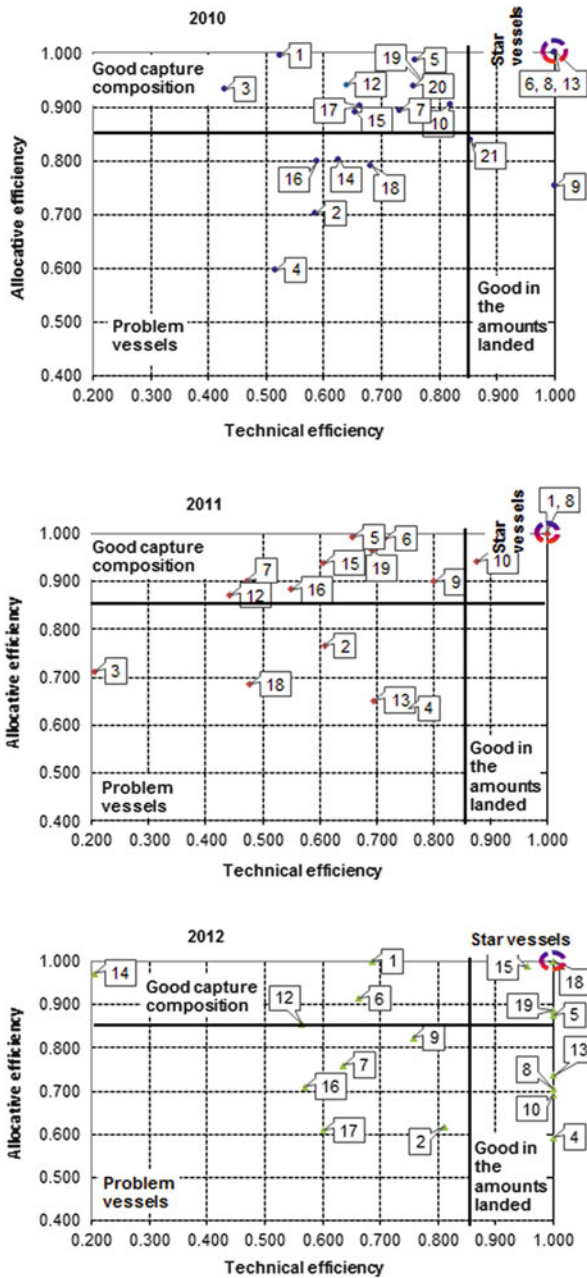 2010
Star
vessels
1.000
1
19
5
Good capture
composition
3
12
20
6, 8, 13
0.900
17
15
7
10
0.800
16
14
18
21
9
0.700
2
0.600
4
0.500
Problem
vessels
Good in
the
amounts
landed
0.400
0.200 0.300 0.400 0.500 0.600 0.700 0.800 0.900 1.000
Allocative efficiency
Technical efficiency
2011
Star
vessels
1, 8
1.000
Good capture
composition
5
6
7
15
19
10
0.900
12
16
9
0.800
2
0.700
3
18
13
4
0.600
0.500
Problem
vessels
Good in
the
amounts
landed
0.400
0.200 0.300 0.400 0.500 0.600 0.700 0.800 0.900 1.000
Allocative efficiency
Technical efficiency
2012
Star vessels
1.000
14
1
15
18
Good capture
composition
0.900
12
6
19
5
9
0.800
7
8
13
0.700
16
10
0.600
17
2
4
0.500
Problem
vessels
Good in
the
amounts
landed
0.400
0.200 0.300 0.400 0.500 0.600 0.700 0.800 0.900 1.000
Allocative efficiency
Technical efficiency